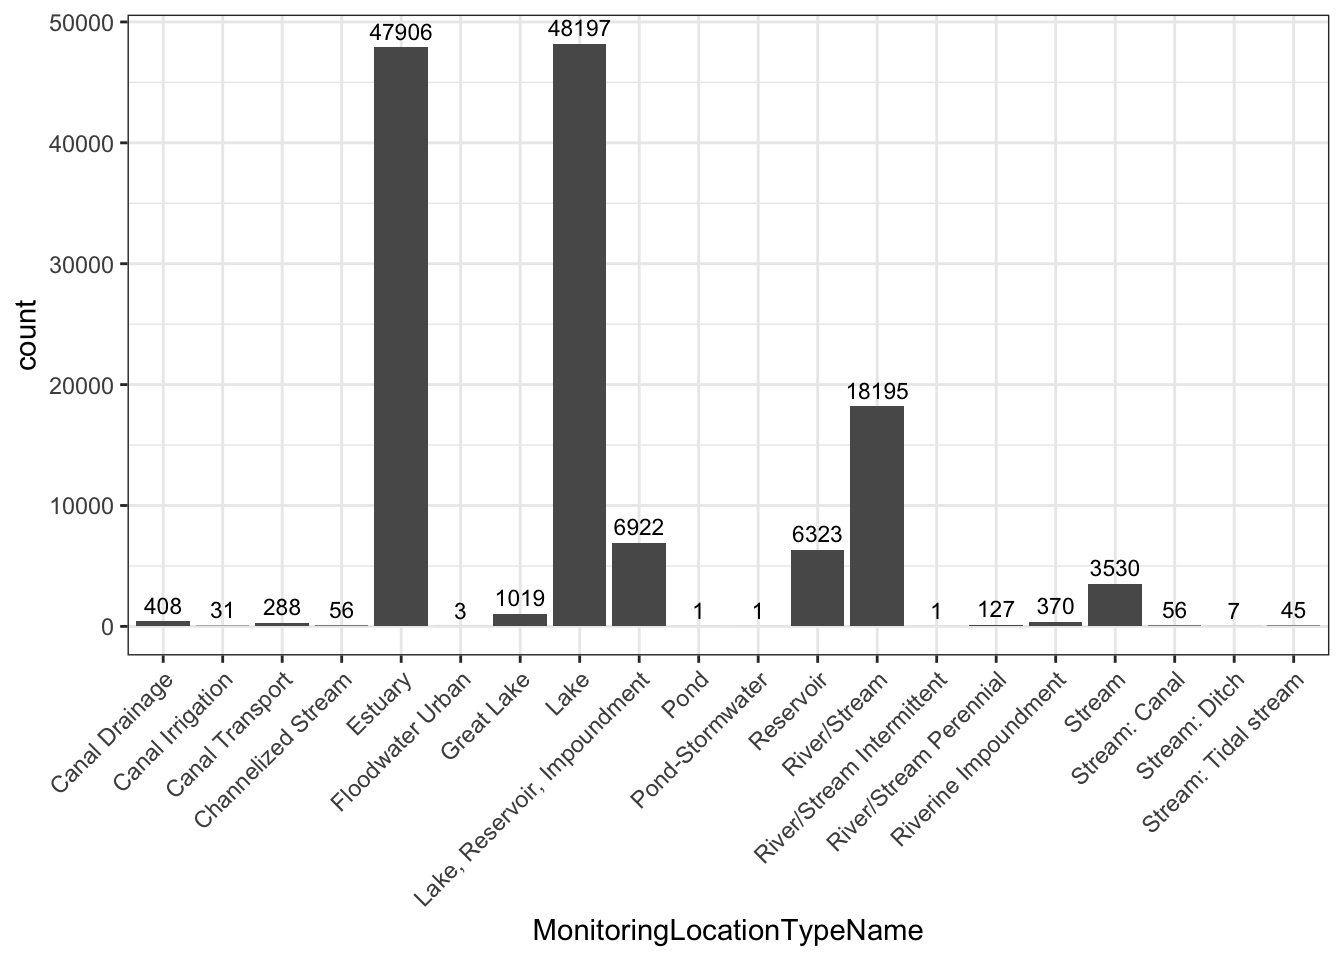 50000
40000
30000
20000
10000
0
count
408
31
288
56
47906
3
1019
48197
6922
1
1
6323
18195
1
127
370
3530
56
7
45
Canal Drainage
Canal Irrigation
Canal Transport
Channelized Stream
Estuary
Floodwater Urban
Great Lake
Lake
Lake, Reservoir, Impoundment
Pond
Pond-Stormwater
Reservoir
River/Stream
River/Stream Intermittent
River/Stream Perennial
Riverine Impoundment
Stream
Stream: Canal
Stream: Ditch
Stream: Tidal stream
MonitoringLocationTypeName